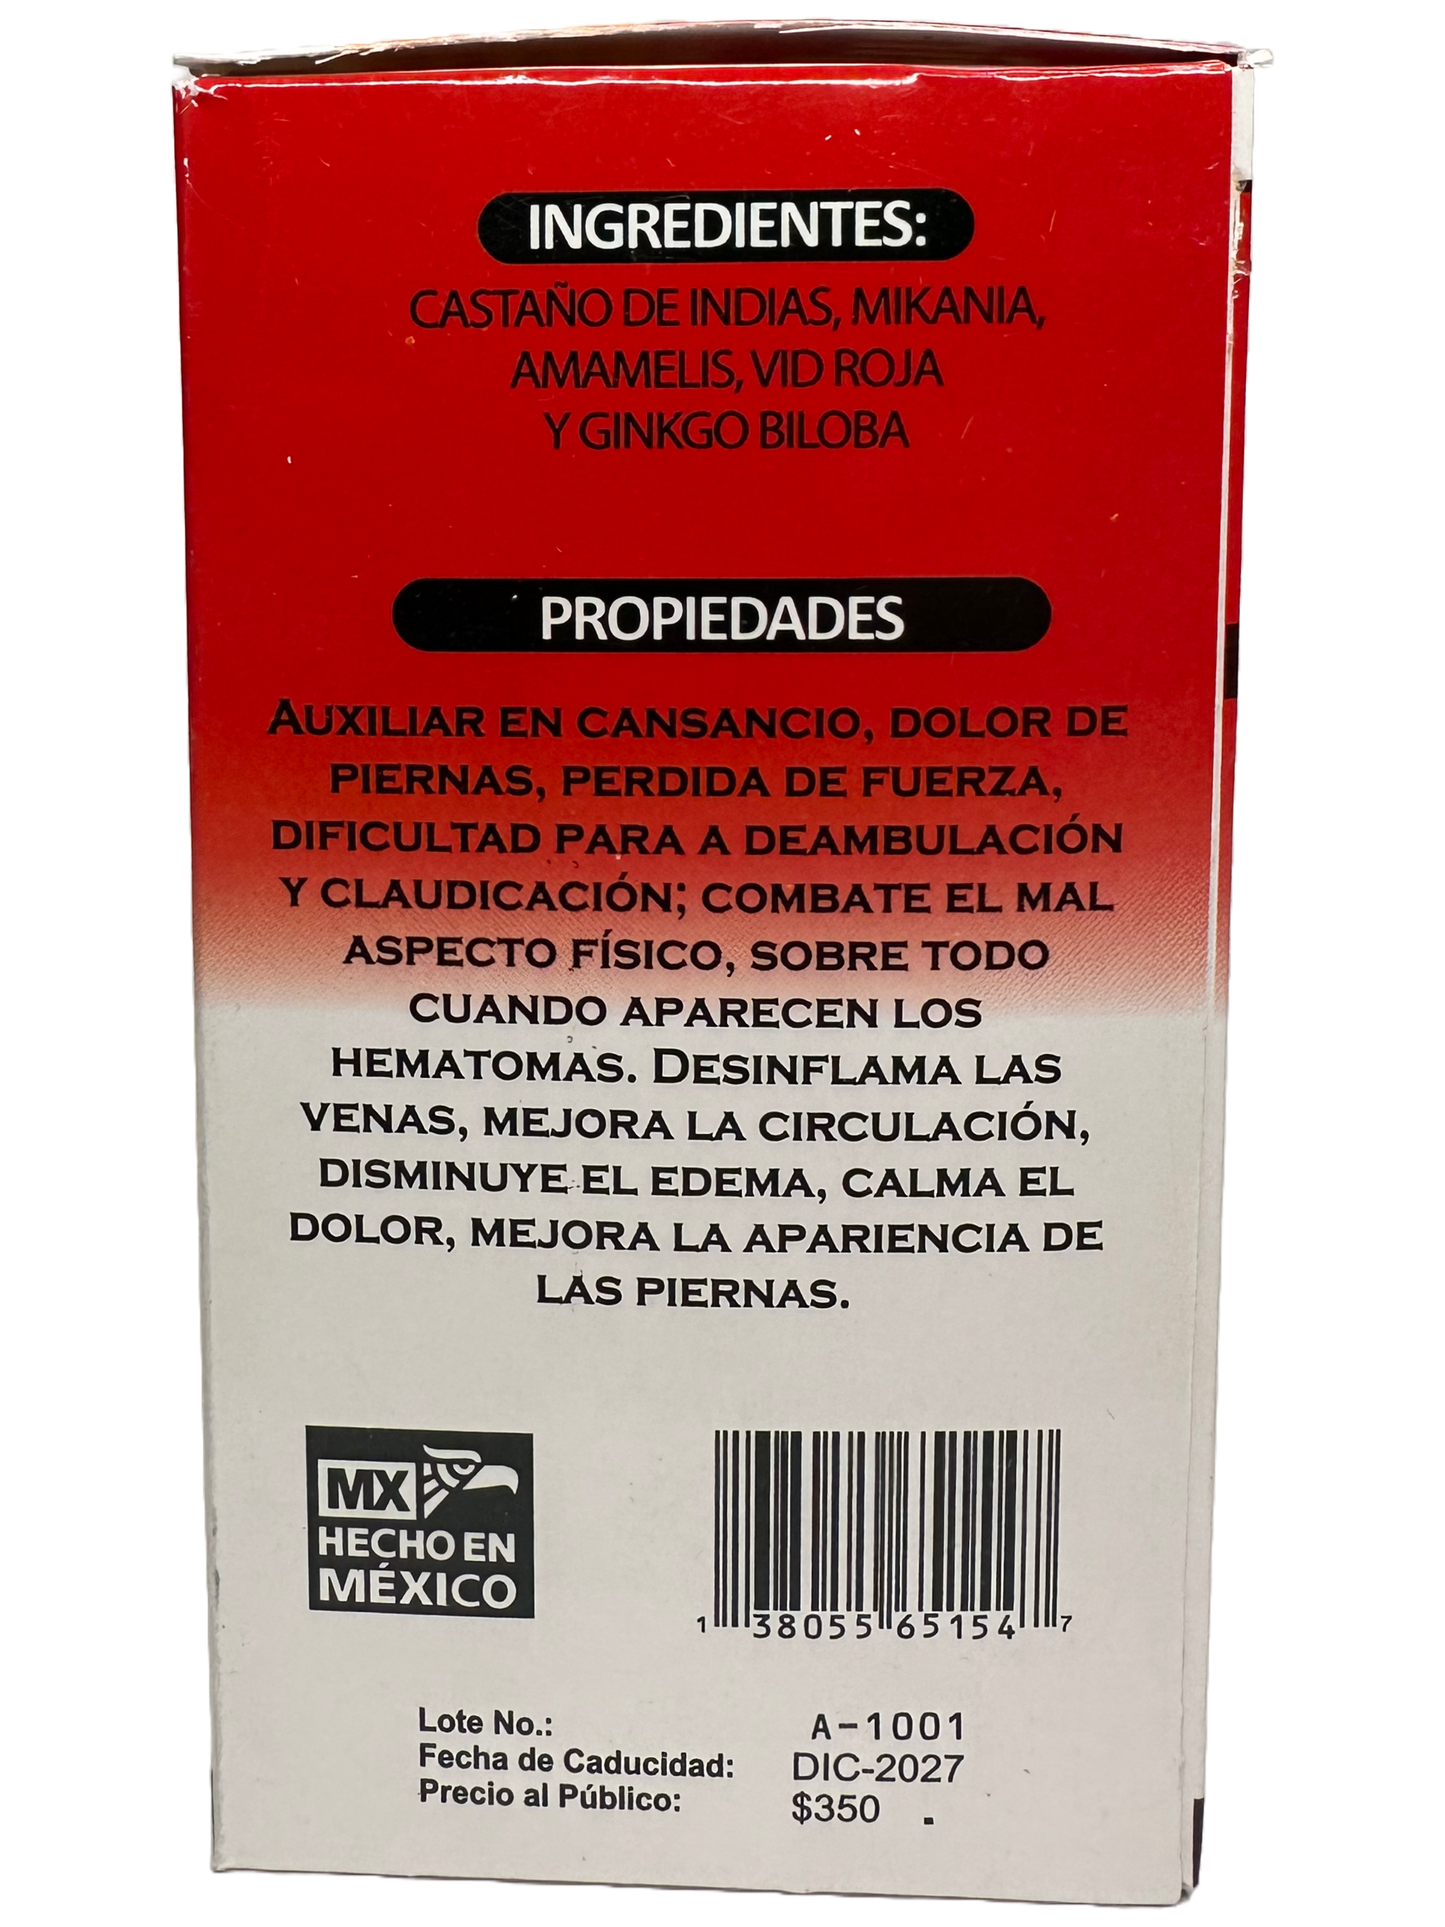 INGREDIENTES:
CASTAÑO DE INDIAS, MIKANIA,
AMAMELIS, VID ROJA
Y GINKGO BILOBA
PROPIEDADES
AUXILIAR EN CANSANCIO, DOLOR DE
PIERNAS, PERDIDA DE FUERZA,
DIFICULTAD PARA A DEAMBULACIÓN
Y CLAUDICACIÓN; COMBATE EL MAL
ASPECTO FÍSICO, SOBRE TODO
CUANDO APARECEN LOS
HEMATOMAS. DESINFLAMA LAS
VENAS, MEJORA LA CIRCULACIÓN,
DISMINUYE EL EDEMA, CALMA EL
DOLOR, MEJORA LA APARIENCIA DE
LAS PIERNAS.
MX
HECHO EN
MÉXICO
1 38055 65154 7
Lote No.: A-1001
Fecha de Caducidad: DIC-2027
Precio al Público: $350 .